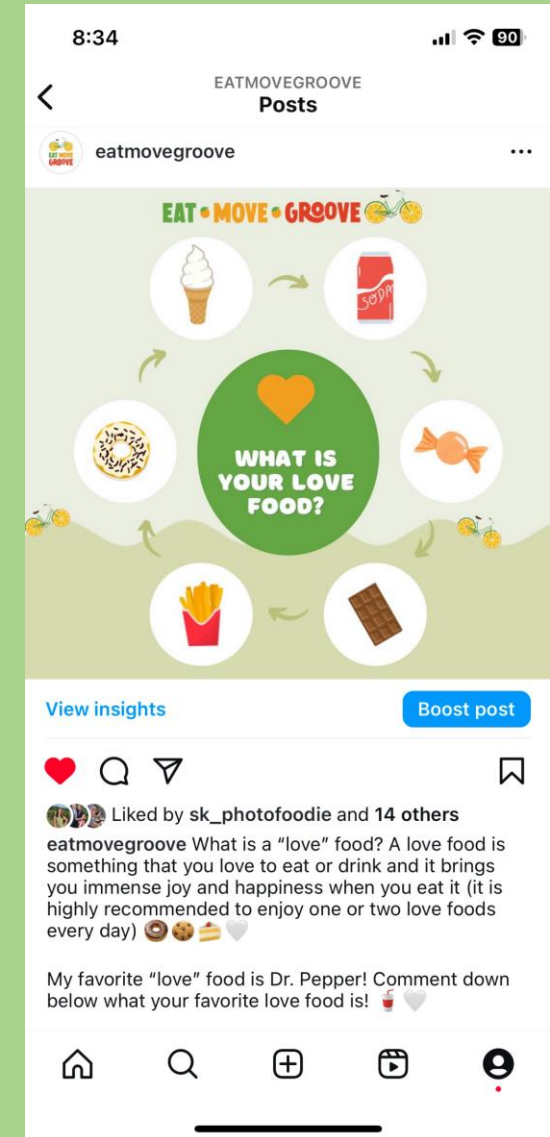 8:34
90
EATMOVEGROOVE
Posts
EAT MOVE GROOVE
eatmovegroove
EAT • MOVE • GROOVE
SODA
WHAT IS
YOUR LOVE
FOOD?
View insights
Boost post
Liked by sk_photofoodie and 14 others
eatmovegroove What is a “love” food? A love food is
something that you love to eat or drink and it brings
you immense joy and happiness when you eat it (it is
highly recommended to enjoy one or two love foods
every day) 🍩🍪🍰🤍
My favorite “love” food is Dr. Pepper! Comment down
below what your favorite love food is! 🥤🤍